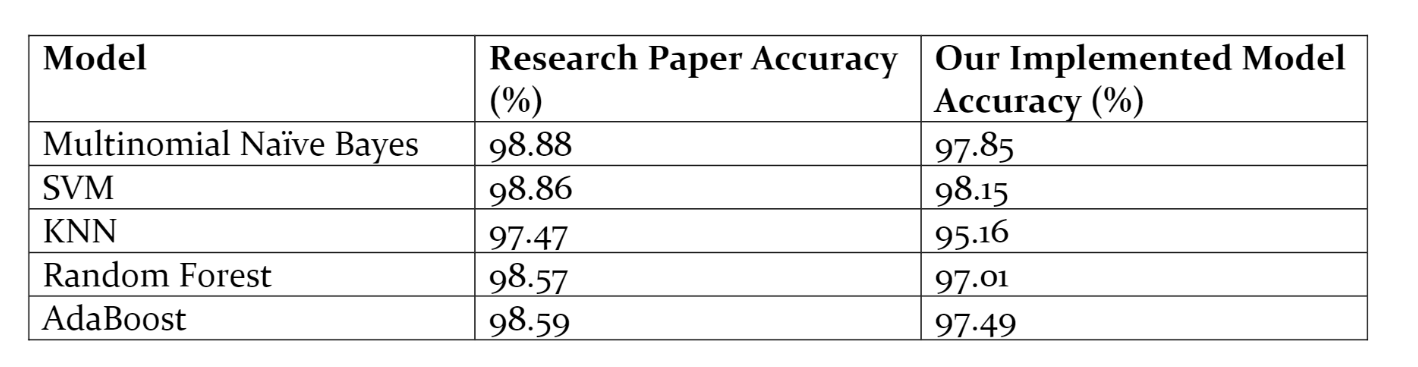 Model Research Paper Accuracy (%) Our Implemented Model Accuracy (%)
Multinomial Naïve Bayes 98.88 97.85
SVM 98.86 98.15
KNN 97.47 95.16
Random Forest 98.57 97.01
AdaBoost 98.59 97.49